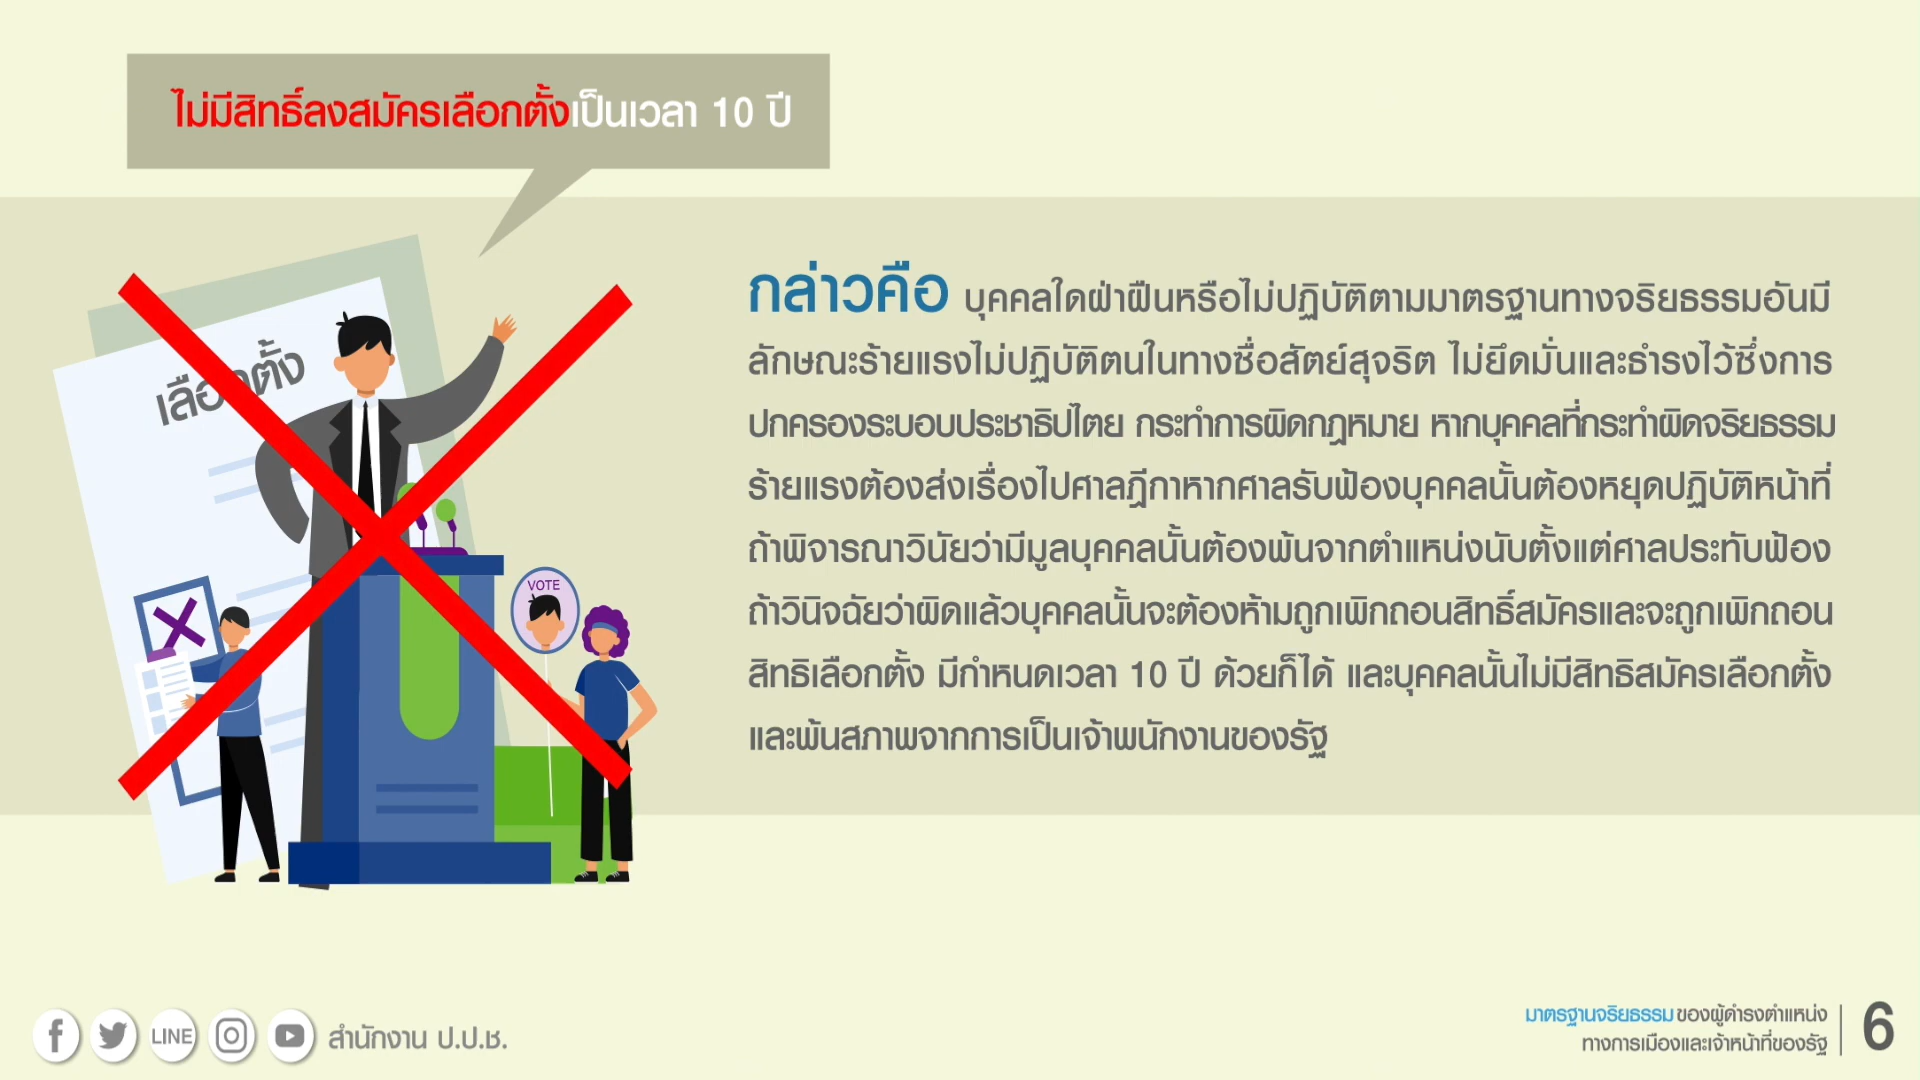 ไม่มีสิทธิ์ลงสมัครเลือกตั้งเป็นเวลา 10 ปี
เลือกตั้ง
VOTE
กล่าวคือ บุคคลใดฝ่าฝืนหรือไม่ปฏิบัติตามมาตรฐานทางจริยธรรมอันมี
ลักษณะร้ายแรงไม่ปฏิบัติตนในทางซื่อสัตย์สุจริต ไม่ยึดมั่นและธำรงไว้ซึ่งการ
ปกครองระบอบประชาธิปไตย กระทำการผิดกฎหมาย หากบุคคลที่กระทำผิดจริยธรรม
ร้ายแรงต้องส่งเรื่องไปศาลฎีกาหากศาลรับฟ้องบุคคลนั้นต้องหยุดปฏิบัติหน้าที่
ถ้าพิจารณาวินัยว่ามีมูลบุคคลนั้นต้องพ้นจากตำแหน่งนับตั้งแต่ศาลประทับฟ้อง
ถ้าวินิจฉัยว่าผิดแล้วบุคคลนั้นจะต้องห้ามถูกเพิกถอนสิทธิ์สมัครและจะถูกเพิกถอน
สิทธิเลือกตั้ง มีกำหนดเวลา 10 ปี ด้วยก็ได้ และบุคคลนั้นไม่มีสิทธิสมัครเลือกตั้ง
และพ้นสภาพจากการเป็นเจ้าพนักงานของรัฐ
LINE
สำนักงาน ป.ป.ช.
มาตรฐานจริยธรรม ของผู้ดำรงตำแหน่ง
ทางการเมืองและเจ้าหน้าที่ของรัฐ
6